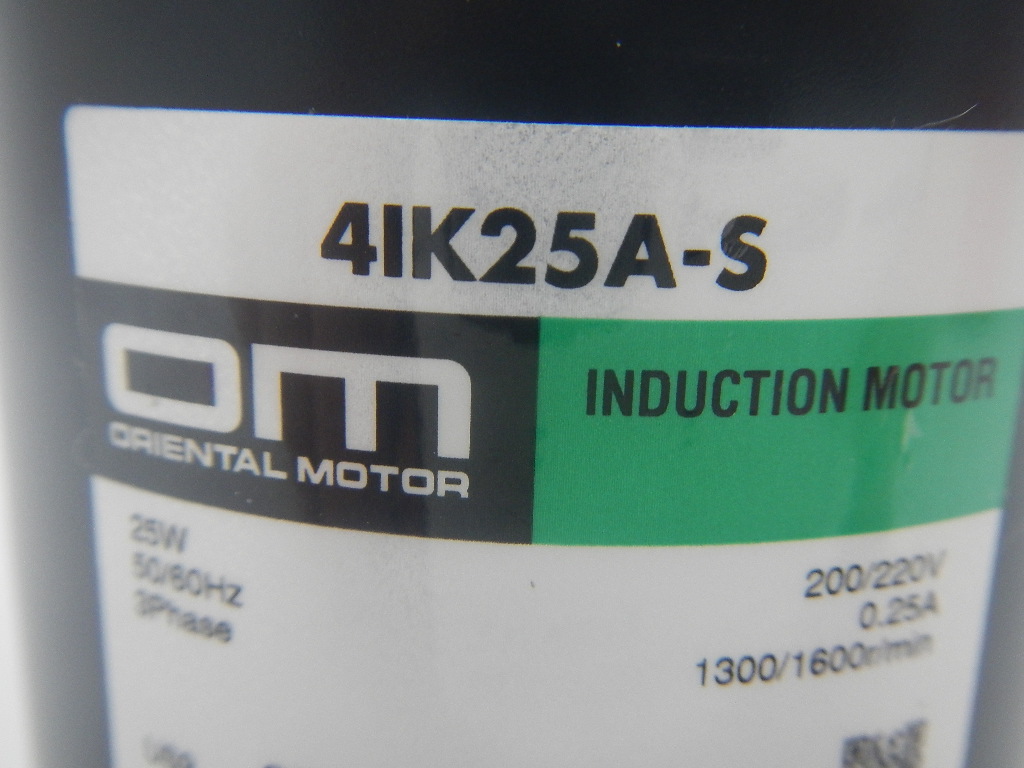 4IK25A-S
OM
ORIENTAL MOTOR
INDUCTION MOTOR
25W
50/60Hz
3Phase
200/220V
0.25A
1300/1600r/min